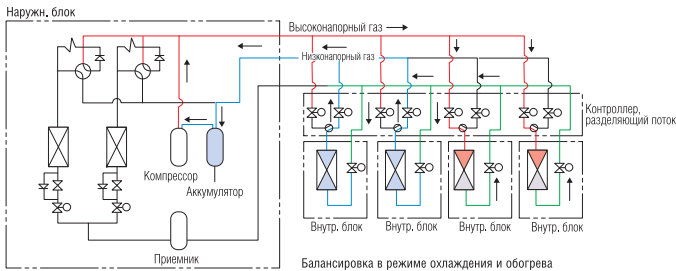 Наружн. блок
Высоконапорный газ
Низконапорный газ
Контроллер,
разделяющий поток
Компрессор
Аккумулятор
Приемник
Внутр. блок
Внутр. блок
Внутр. блок
Внутр. блок
Балансировка в режиме охлаждения и обогрева